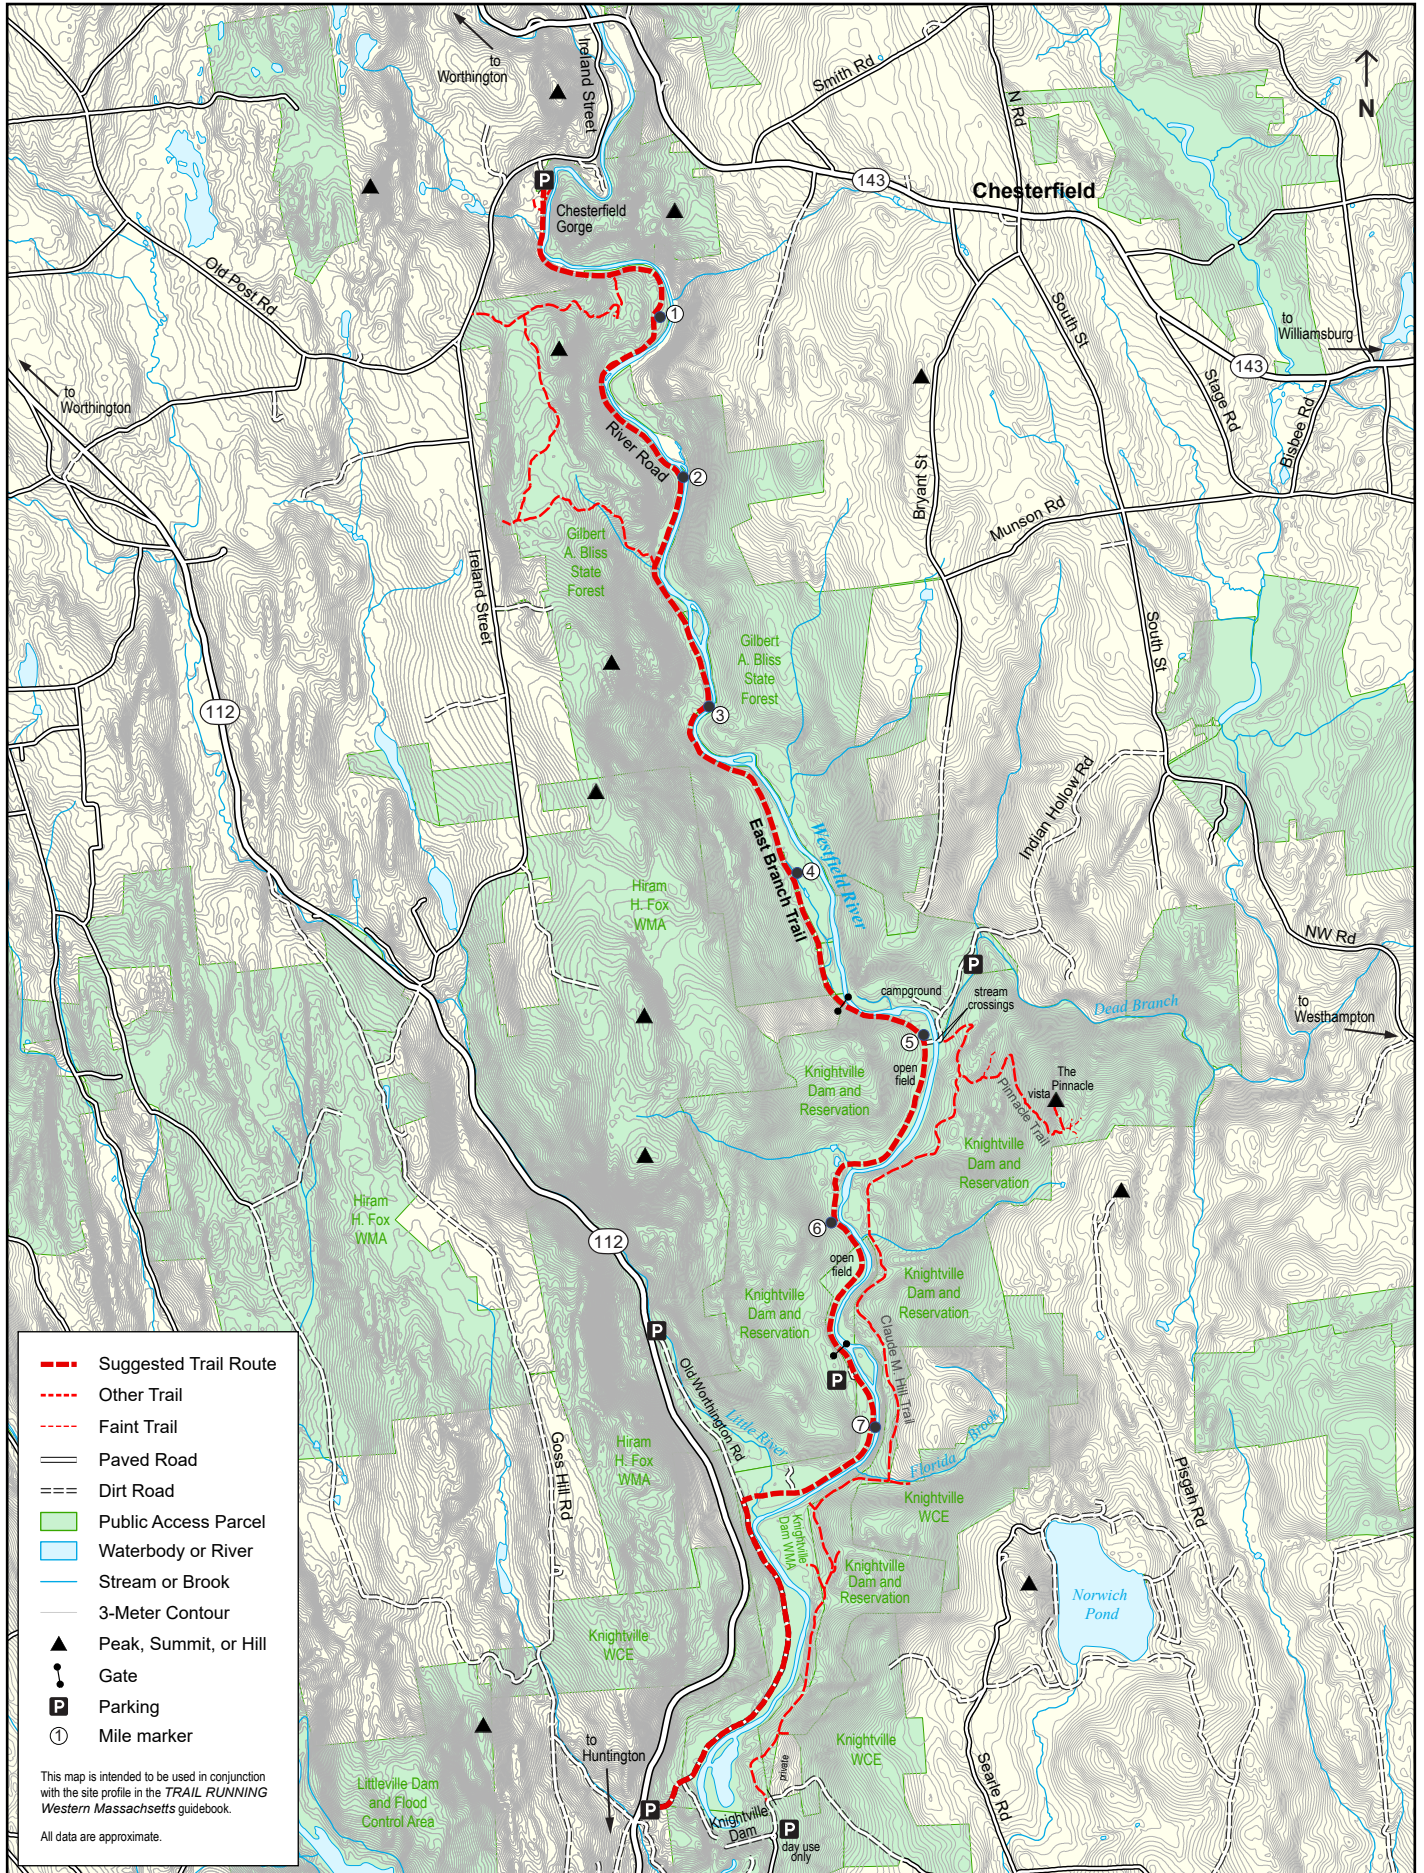 to
Worthington
Ireland Street
Smith Rd
N Rd
N
143
Chesterfield
P
Chesterfield
Gorge
Old Post Rd
1
South St
to
Williamsburg
143
to
Worthington
Stage Rd
Bisbee Rd
River Road
2
Bryant St
Munson Rd
Gilbert
A. Bliss
State
Forest
Ireland Street
Gilbert
A. Bliss
State
Forest
South St
112
3
Indian Hollow Rd
Westfield River
East Branch Trail
4
Hiram
H. Fox
WMA
NW Rd
P
campground
stream
crossings
Dead Branch
to
Westhampton
5
open
field
Knightville
Dam and
Reservation
The
Pinnacle
vista
Pinnacle Trail
Knightville
Dam and
Reservation
Hiram
H. Fox
WMA
6
112
open
field
Knightville
Dam and
Reservation
Knightville
Dam and
Reservation
P
Claude M. Hill Trail
P
Old Worthington Rd
Little River
7
Florida Brook
Goss Hill Rd
Hiram
H. Fox
WMA
Pisgah Rd
Knightville
WCE
Knightville
Dam WMA
Knightville
Dam and
Reservation
Norwich
Pond
Knightville
WCE
to
Huntington
Knightville
WCE
private
Searle Rd
Littleville Dam
and Flood
Control Area
P
Knightville
Dam
P
day use
only
Suggested Trail Route
Other Trail
Faint Trail
Paved Road
Dirt Road
Public Access Parcel
Waterbody or River
Stream or Brook
3-Meter Contour
Peak, Summit, or Hill
Gate
P Parking
1 Mile marker
This map is intended to be used in conjunction
with the site profile in the TRAIL RUNNING
Western Massachsetts guidebook.
All data are approximate.